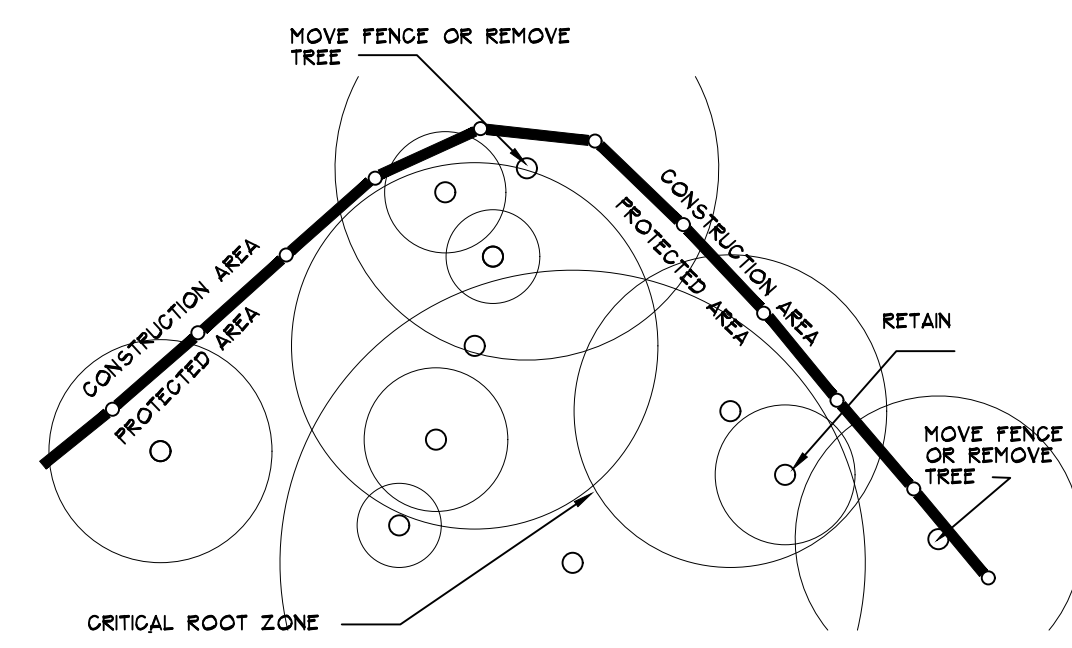 MOVE FENCE OR REMOVE
TREE
CONSTRUCTION AREA
PROTECTED AREA
CONSTRUCTION AREA
PROTECTED AREA
RETAIN
MOVE FENCE
OR REMOVE
TREE
CRITICAL ROOT ZONE